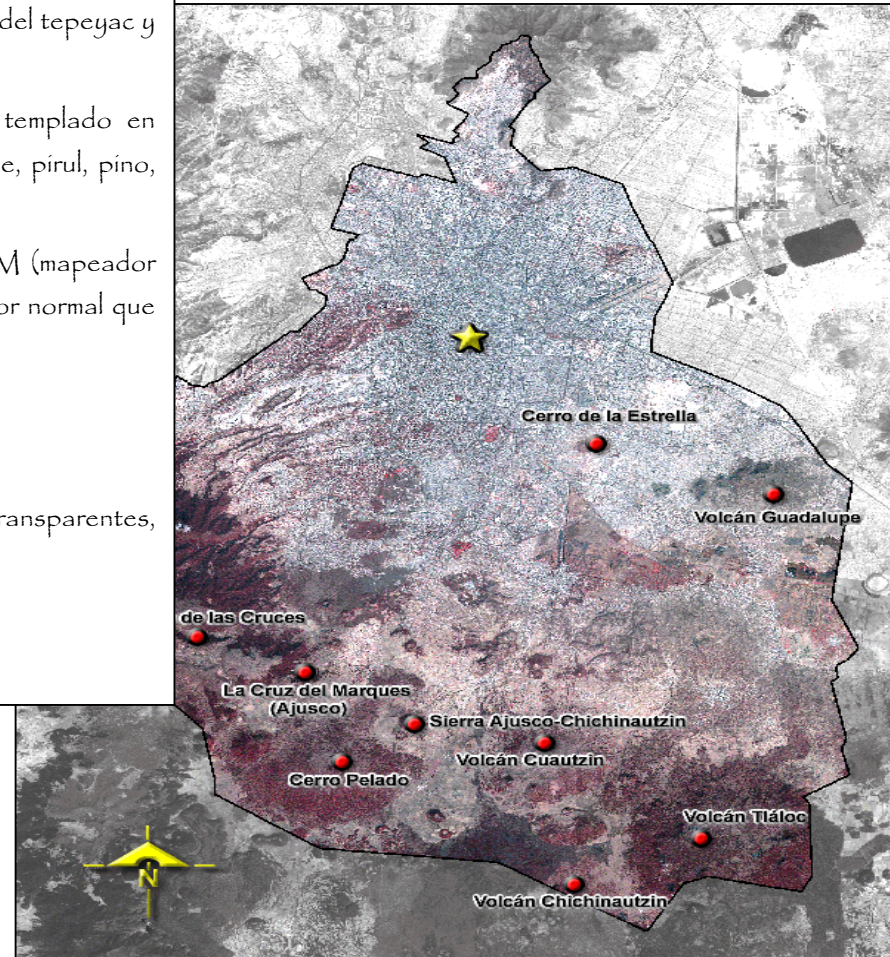 del tepeyac y
templado en
e, pirul, pino,
M (mapeador
or normal que
ransparentes,
Cerro de la Estrella
Volcán Guadalupe
de las Cruces
La Cruz del Marques
(Ajusco)
Sierra Ajusco-Chichinautzin
Volcán Cuautzin
Cerro Pelado
Volcán Tláloc
Volcán Chichinautzin
N